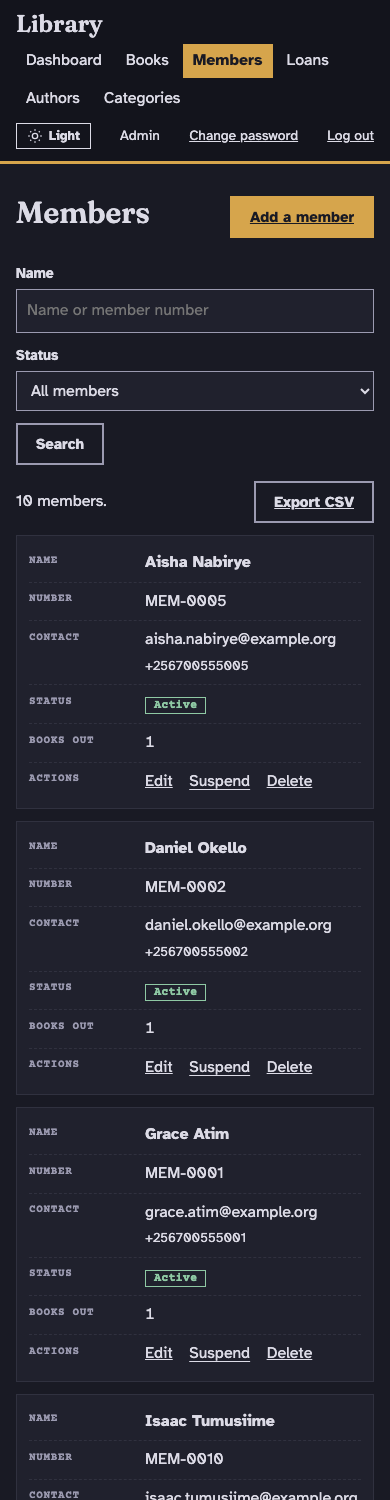 Library
Dashboard Books Members Loans
Authors Categories
Light Admin Change password Log out
Members Add a member
Name
Name or member number
Status
All members
Search
10 members. Export CSV
NAME Aisha Nabirye
NUMBER MEM-0005
CONTACT aisha.nabirye@example.org
+256700555005
STATUS Active
BOOKS OUT 1
ACTIONS Edit Suspend Delete
NAME Daniel Okello
NUMBER MEM-0002
CONTACT daniel.okello@example.org
+256700555002
STATUS Active
BOOKS OUT 1
ACTIONS Edit Suspend Delete
NAME Grace Atim
NUMBER MEM-0001
CONTACT grace.atim@example.org
+256700555001
STATUS Active
BOOKS OUT 1
ACTIONS Edit Suspend Delete
NAME Isaac Tumusiime
NUMBER MEM-0010
CONTACT isaac.tumusiime@example.org